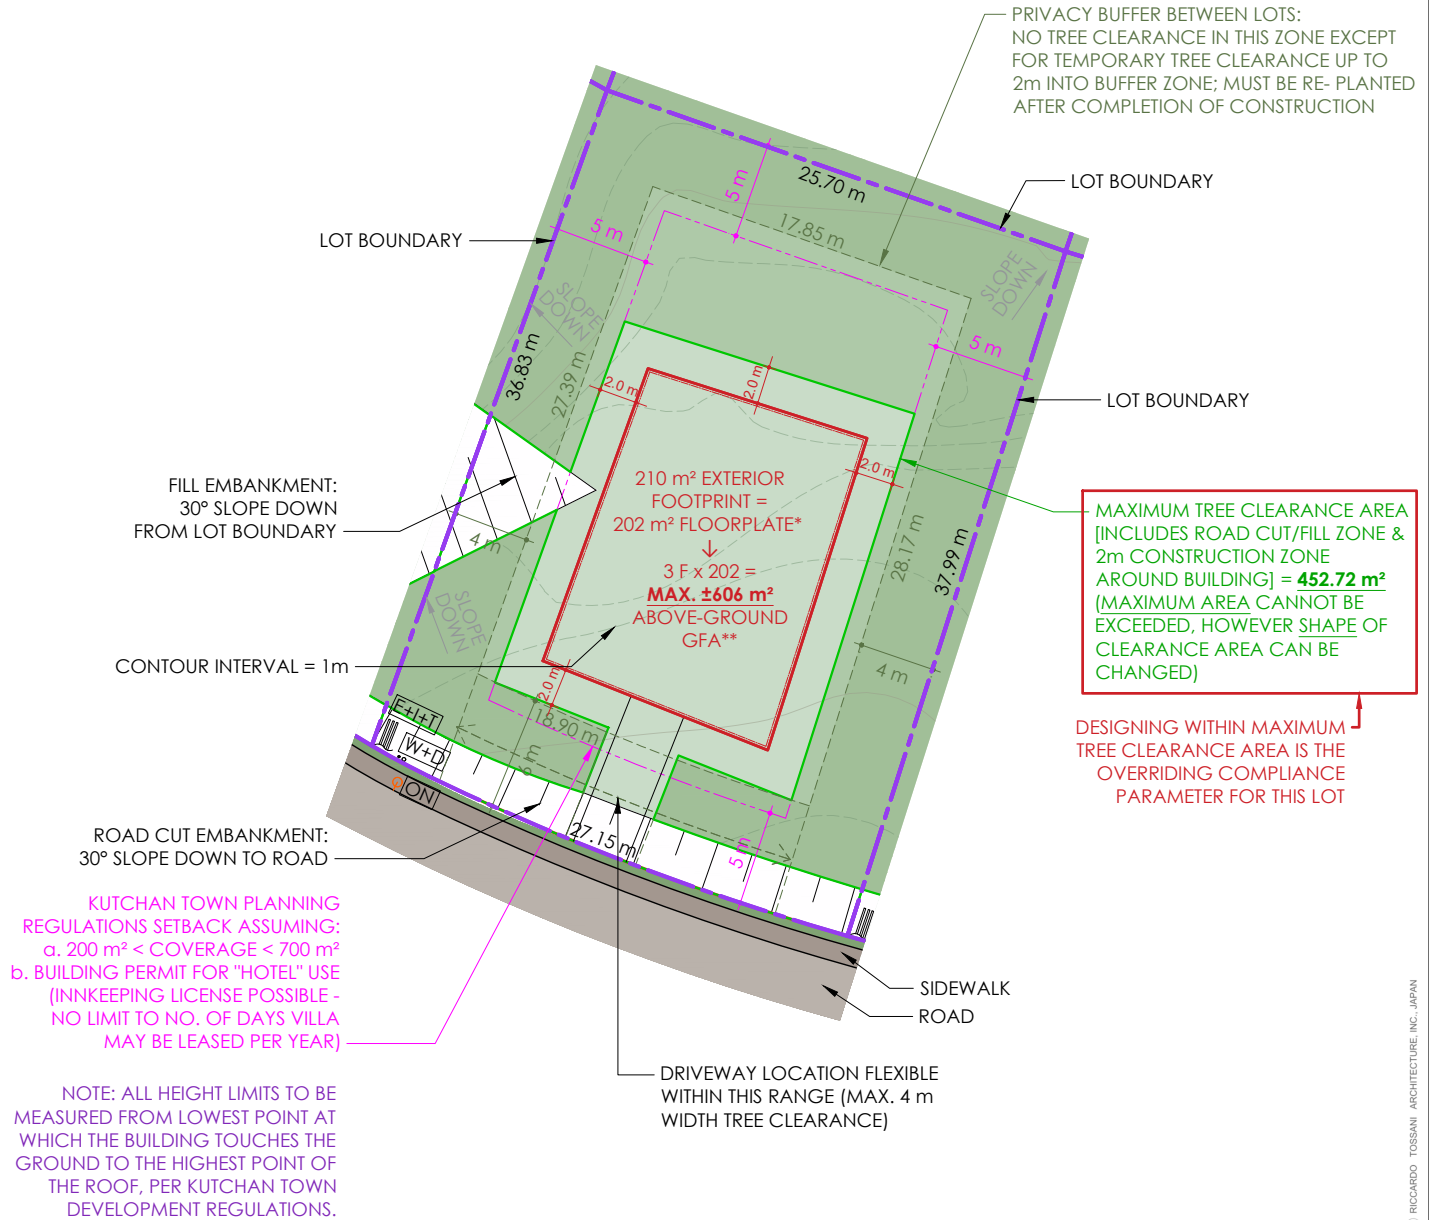 PRIVACY BUFFER BETWEEN LOTS:
NO TREE CLEARANCE IN THIS ZONE EXCEPT
FOR TEMPORARY TREE CLEARANCE UP TO
2m INTO BUFFER ZONE; MUST BE RE- PLANTED
AFTER COMPLETION OF CONSTRUCTION
25.70 m
LOT BOUNDARY
5 m
17.85 m
LOT BOUNDARY
5 m
SLOPE
DOWN
SLOPE
DOWN
36.83 m
5 m
27.39 m
2.0 m
2.0 m
LOT BOUNDARY
2.0 m
210 m² EXTERIOR
FOOTPRINT =
202 m² FLOORPLATE*
↓
3 F x 202 =
MAX. ±606 m²
ABOVE-GROUND
GFA**
FILL EMBANKMENT:
30º SLOPE DOWN
FROM LOT BOUNDARY
4 m
28.17 m
37.99 m
MAXIMUM TREE CLEARANCE AREA
[INCLUDES ROAD CUT/FILL ZONE &
2m CONSTRUCTION ZONE
AROUND BUILDING] = 452.72 m²
(MAXIMUM AREA CANNOT BE
EXCEEDED, HOWEVER SHAPE OF
CLEARANCE AREA CAN BE
CHANGED)
SLOPE
DOWN
CONTOUR INTERVAL = 1m
4 m
2.0 m
E+I+T
W+D
ON
18.90 m
6 m
DESIGNING WITHIN MAXIMUM
TREE CLEARANCE AREA IS THE
OVERRIDING COMPLIANCE
PARAMETER FOR THIS LOT
ROAD CUT EMBANKMENT:
30º SLOPE DOWN TO ROAD
27.15 m
5 m
KUTCHAN TOWN PLANNING
REGULATIONS SETBACK ASSUMING:
a. 200 m² < COVERAGE < 700 m²
b. BUILDING PERMIT FOR "HOTEL" USE
(INNKEEPING LICENSE POSSIBLE -
NO LIMIT TO NO. OF DAYS VILLA
MAY BE LEASED PER YEAR)
SIDEWALK
ROAD
DRIVEWAY LOCATION FLEXIBLE
WITHIN THIS RANGE (MAX. 4 m
WIDTH TREE CLEARANCE)
NOTE: ALL HEIGHT LIMITS TO BE
MEASURED FROM LOWEST POINT AT
WHICH THE BUILDING TOUCHES THE
GROUND TO THE HIGHEST POINT OF
THE ROOF, PER KUTCHAN TOWN
DEVELOPMENT REGULATIONS.
) RICCARDO TOSSANI ARCHITECTURE, INC., JAPAN